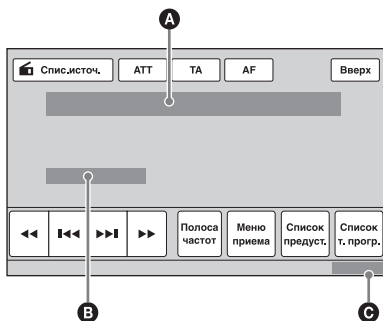 A
Спис.источ. ATT TA AF Вверх
Полоса частот
Меню приема
Список предуст.
Список т. прогр.
B C